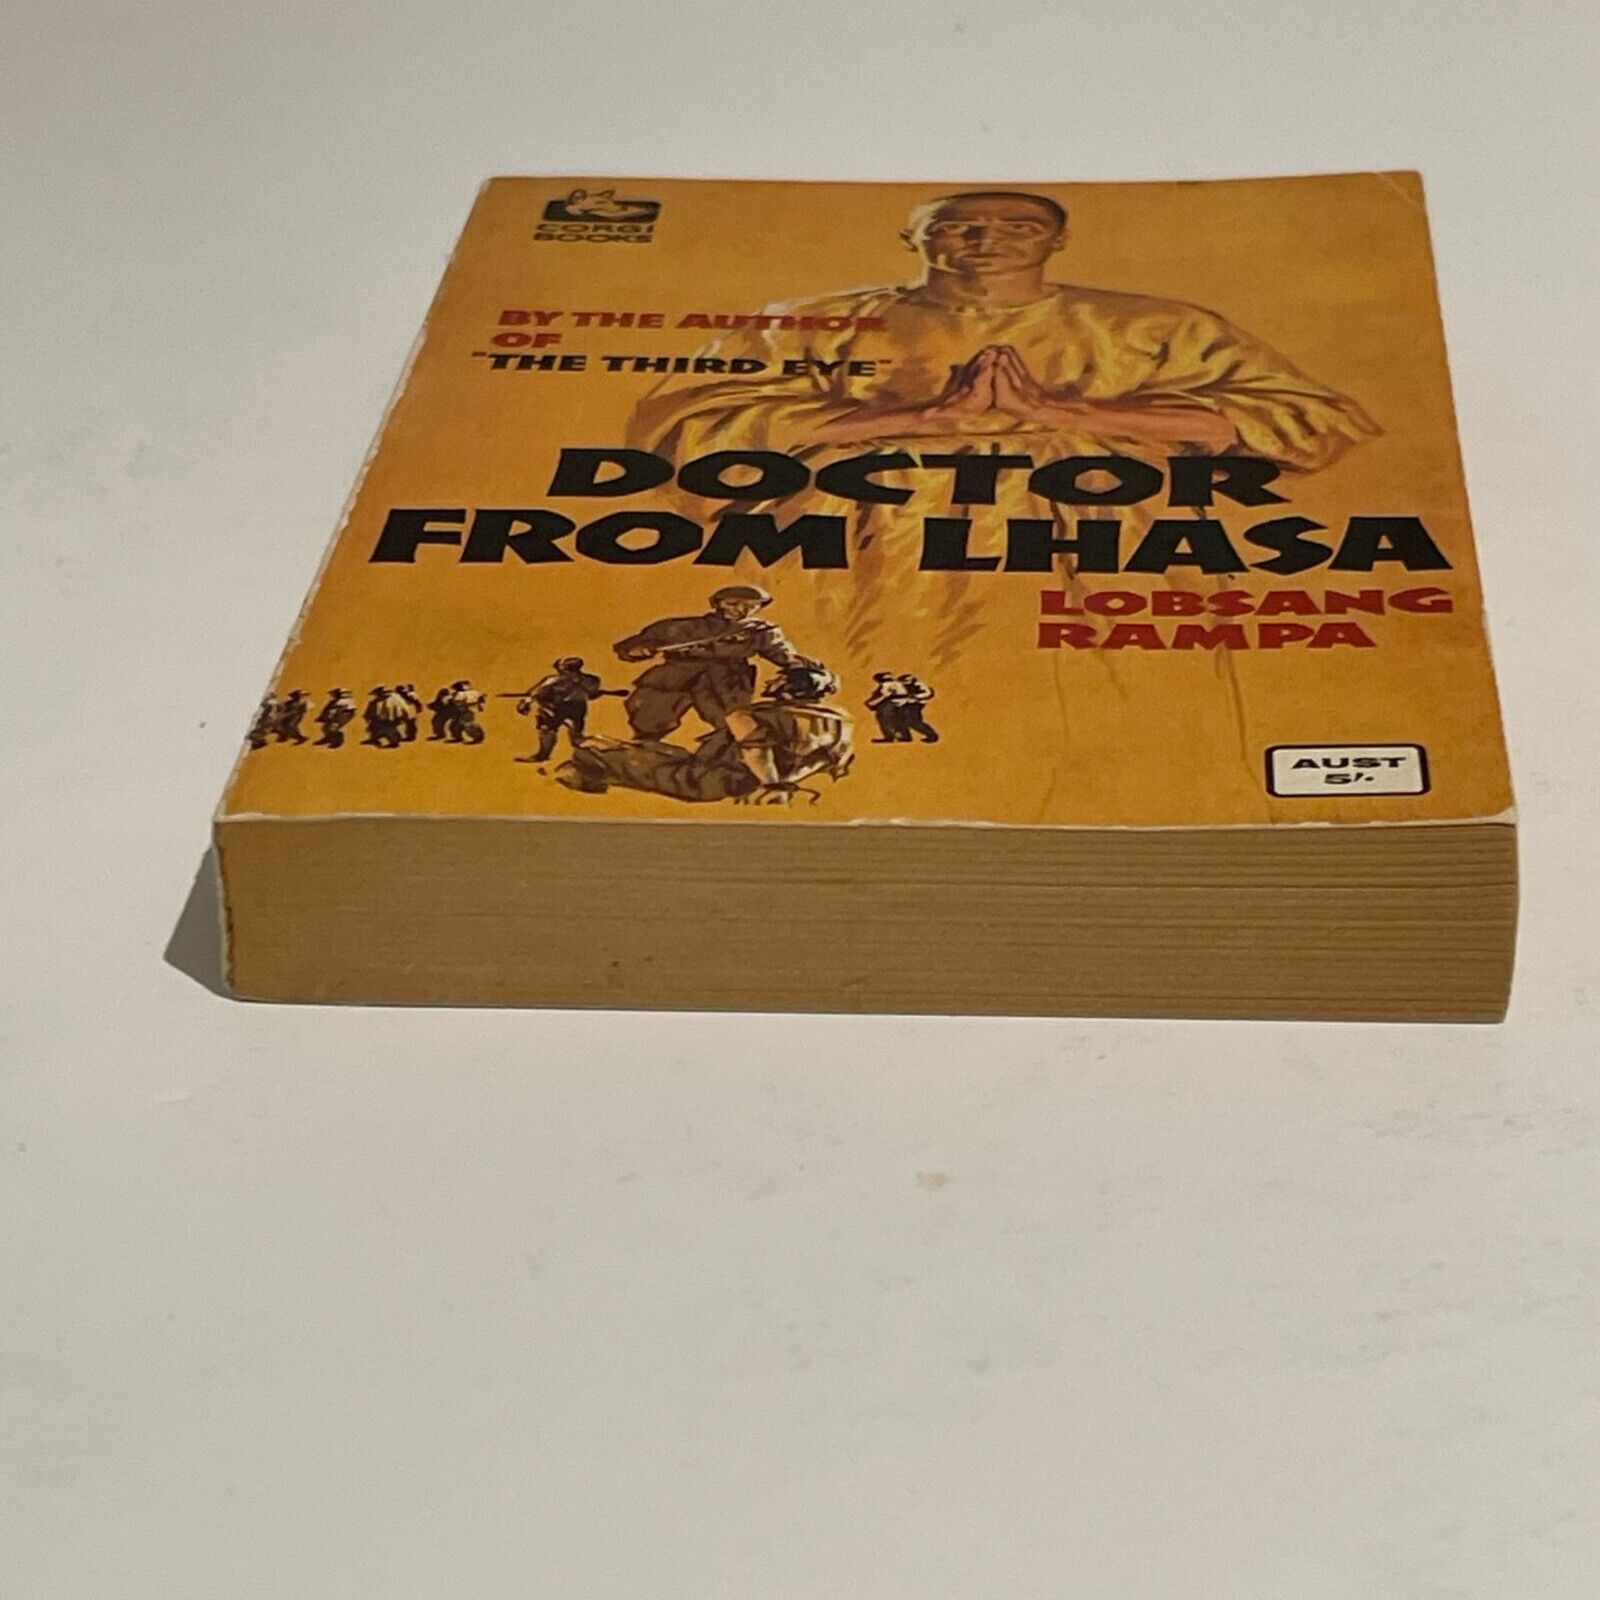 CORGI
BOOKS
BY THE AUTHOR
OF
"THE THIRD EYE"
DOCTOR
FROM LHASA
LOBSANG
RAMPA
AUST
5/-